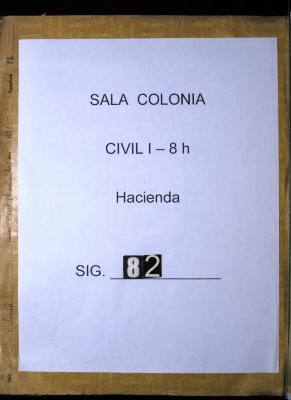 SALA COLONIA
CIVIL I – 8 h
Hacienda
SIG. 82